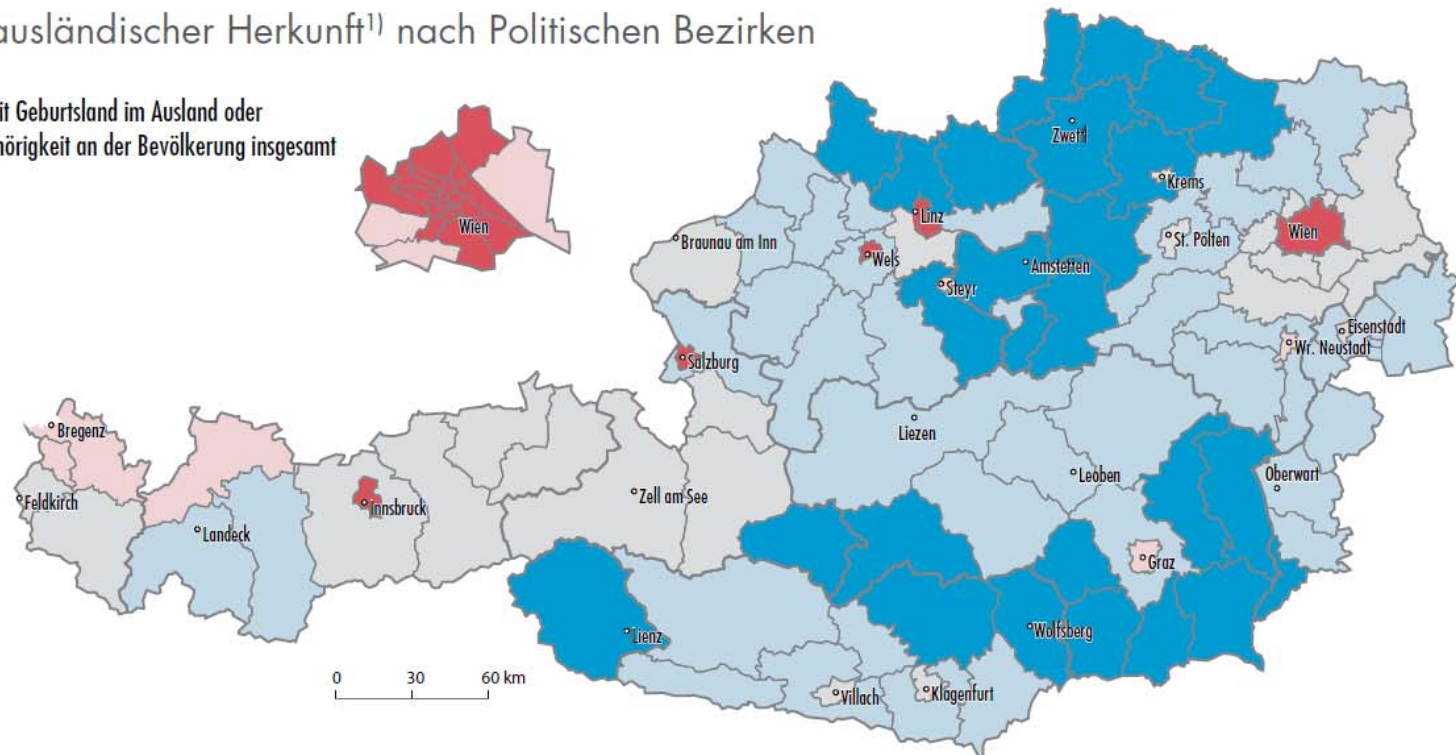 ausländischer Herkunft¹⁾ nach Politischen Bezirken
it Geburtsland im Ausland oder
hörigkeit an der Bevölkerung insgesamt
Wien
Zwettl
Krems
Linz
Wien
Braunau am Inn
St. Pölten
Wels
Amstetten
Steyr
Eisenstadt
Wr. Neustadt
Salzburg
Bregenz
Liezen
Leoben
Oberwart
Feldkirch
Innsbruck
Zell am See
Landeck
Graz
Lienz
Wolfsberg
0 30 60 km
Villach
Klagenfurt